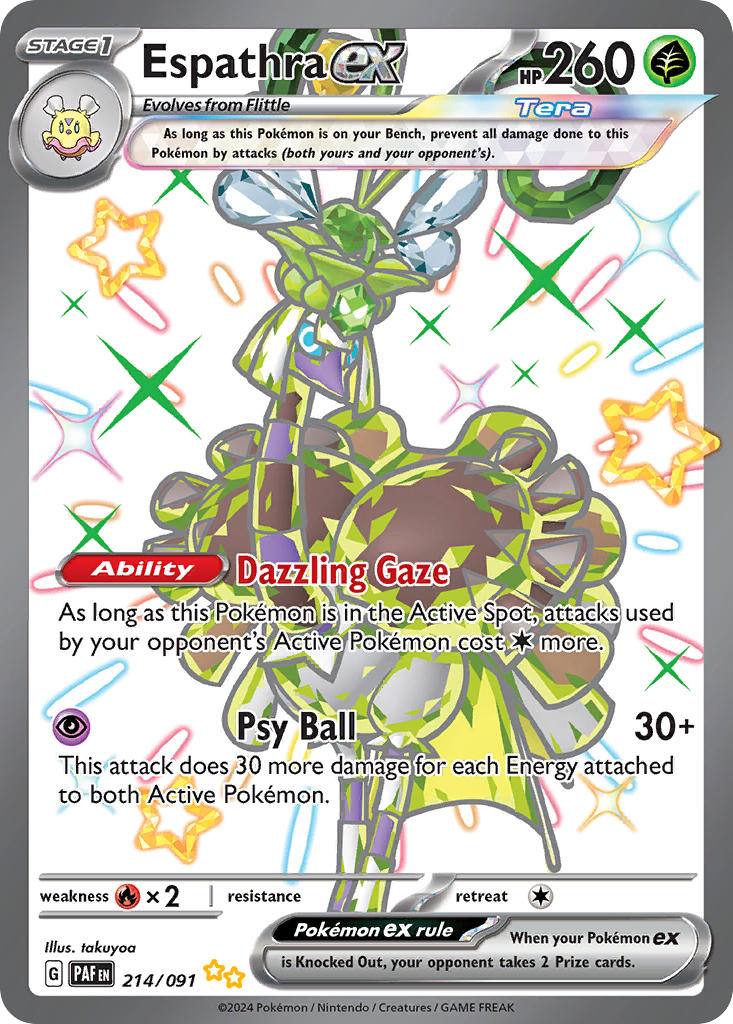 STAGE1
Espathra ex
HP 260
Evolves from Flittle
Tera
As long as this Pokémon is on your Bench, prevent all damage done to this
Pokémon by attacks (both yours and your opponent's).
Ability
Dazzling Gaze
As long as this Pokémon is in the Active Spot, attacks used
by your opponent's Active Pokémon cost more.
Psy Ball
30+
This attack does 30 more damage for each Energy attached
to both Active Pokémon.
weakness ×2
resistance
retreat
Pokémon ex rule
When your Pokémon ex
is Knocked Out, your opponent takes 2 Prize cards.
Illus. takuyoa
G PAF EN 214/091
©2024 Pokémon / Nintendo / Creatures / GAME FREAK